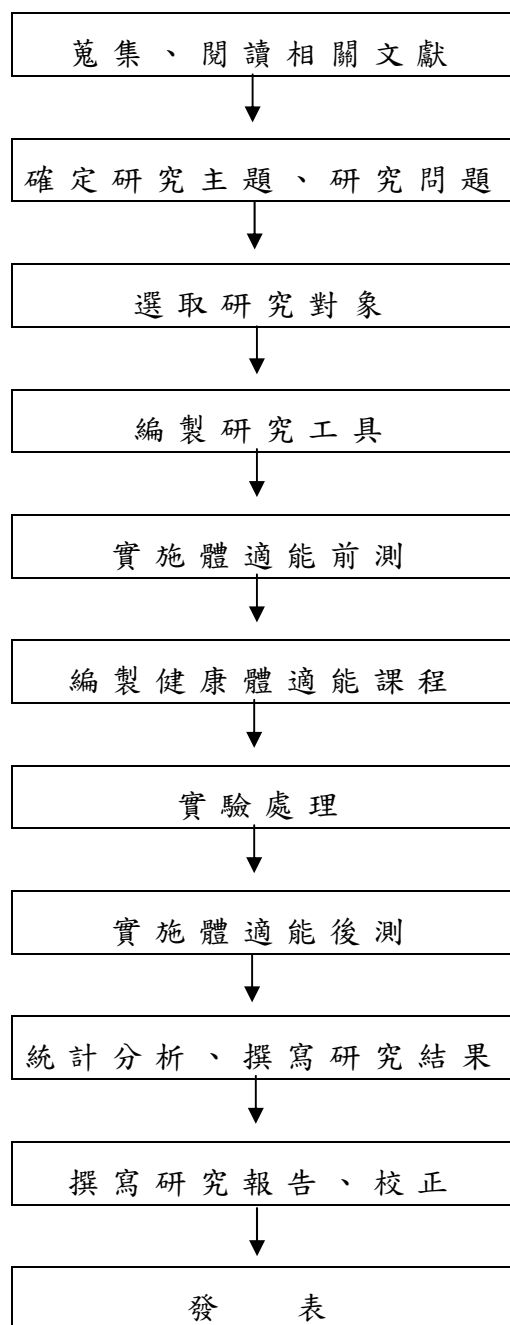 蒐集、閱讀相關文獻
確定研究主題、研究問題
選取研究對象
編製研究工具
實施體適能前測
編製健康體適能課程
實驗處理
實施體適能後測
統計分析、撰寫研究結果
撰寫研究報告、校正
發表